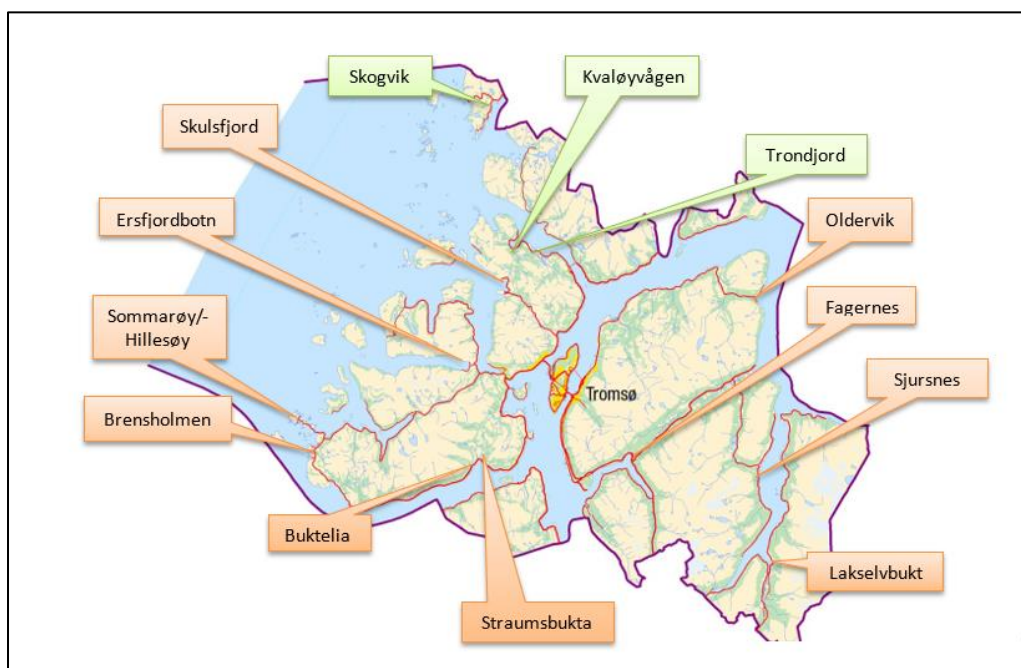 Skogvik
Kvaløyvågen
Skulsfjord
Trondjord
Ersfjordbotn
Oldervik
Sommarøy/-
Hillesøy
Fagernes
Sjursnes
Tromsø
Brensholmen
Buktelia
Lakselvbukt
Straumsbukta